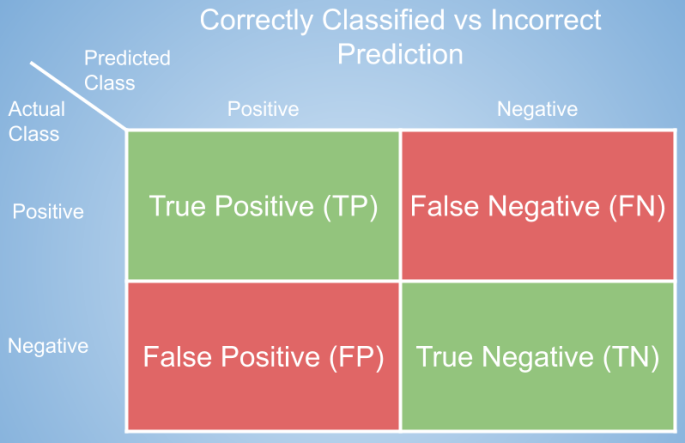 Correctly Classified vs Incorrect
Prediction
Predicted
Class
Actual
Class
Positive
Negative
Positive
True Positive (TP)
False Negative (FN)
Negative
False Positive (FP)
True Negative (TN)